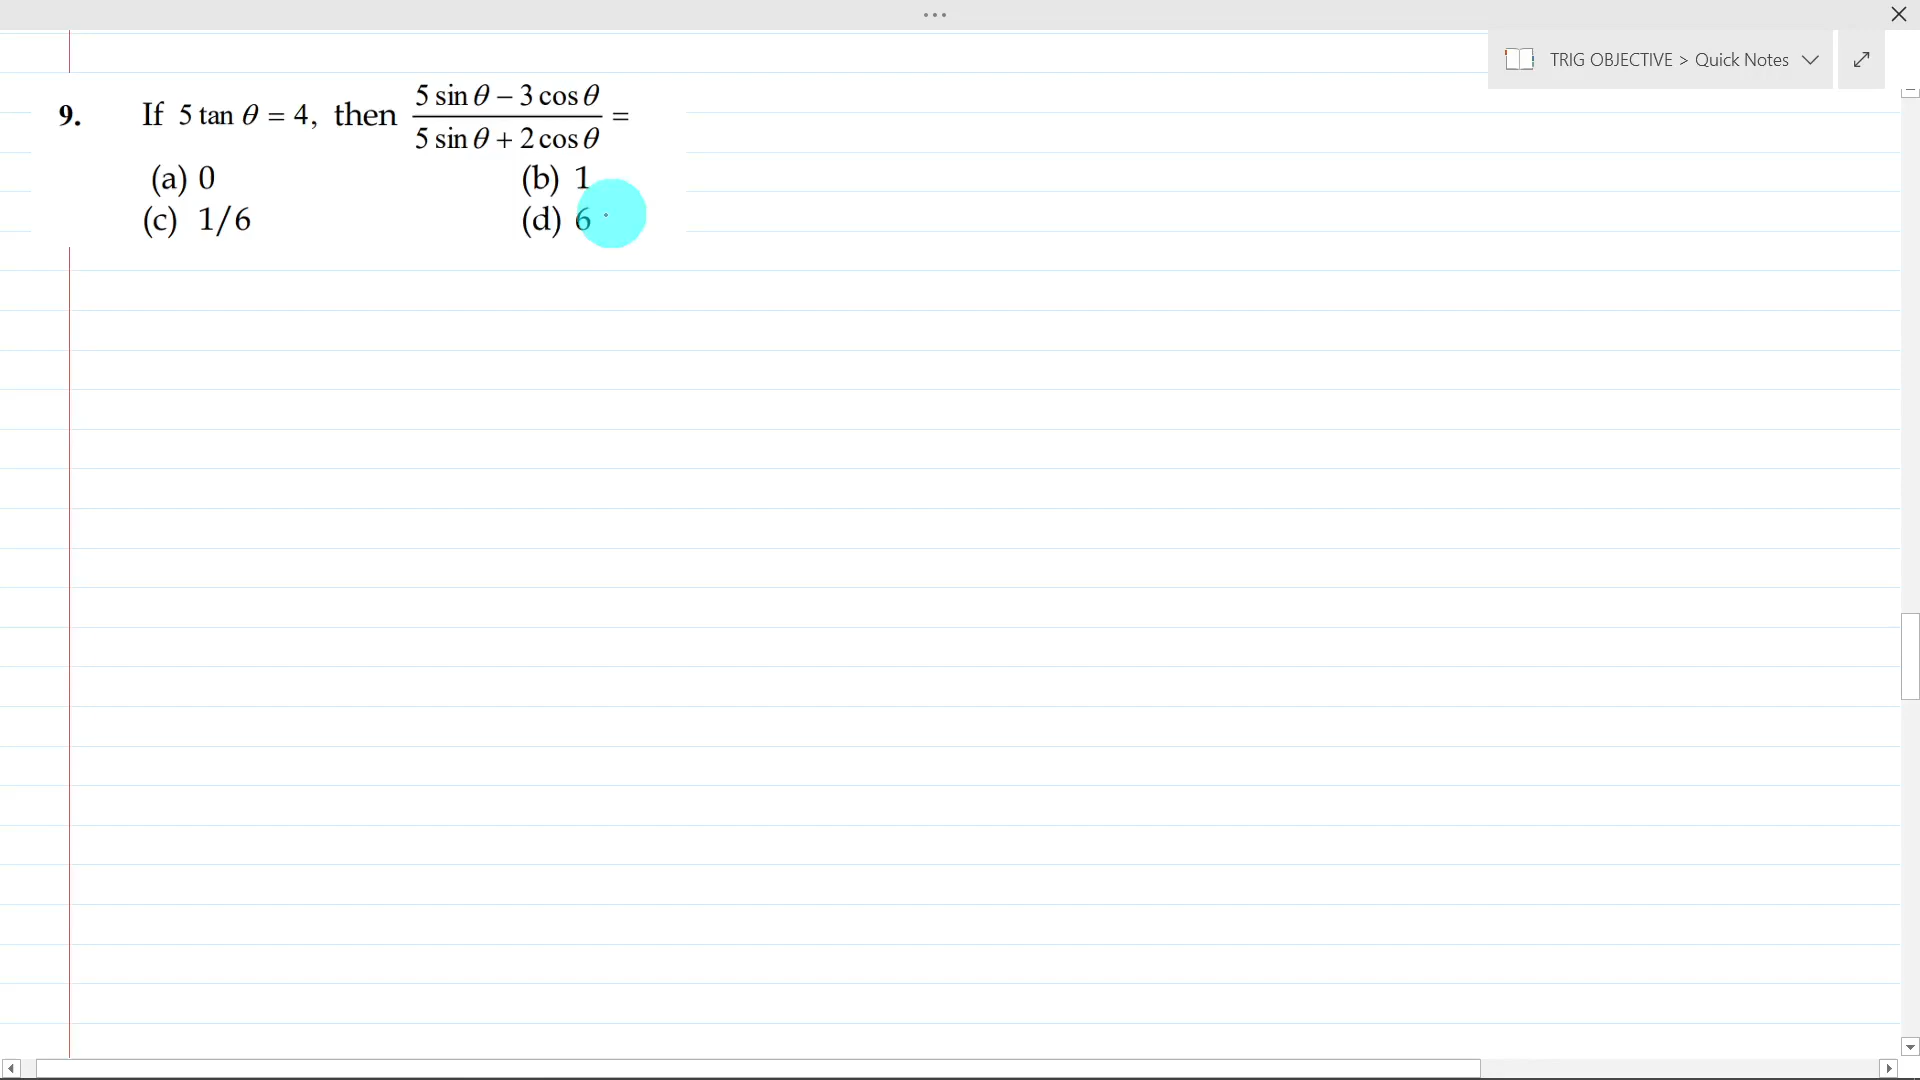 ...
TRIG OBJECTIVE > Quick Notes
9. If 5 tan θ = 4, then (5 sin θ − 3 cos θ)/(5 sin θ + 2 cos θ) =
(a) 0 (b) 1
(c) 1/6 (d) 6